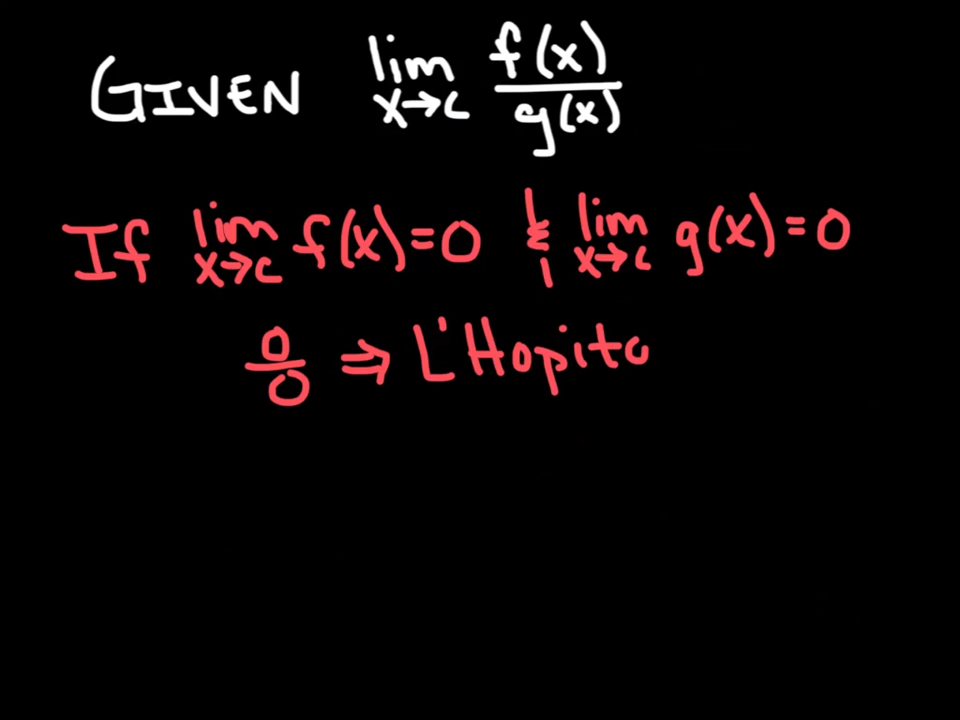 GIVEN lim x→c f(x)/g(x)
If lim x→c f(x)=0 & lim x→c g(x)=0
0/0 ⇒ L'Hopita